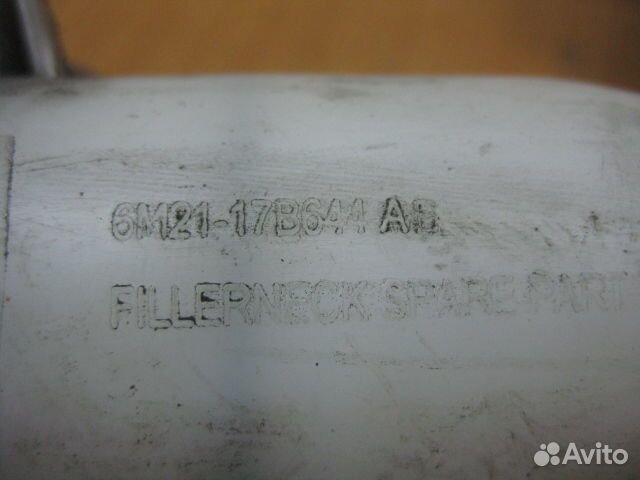 6M21-17B644 AB
FILLERNECK SPARE PART
Avito